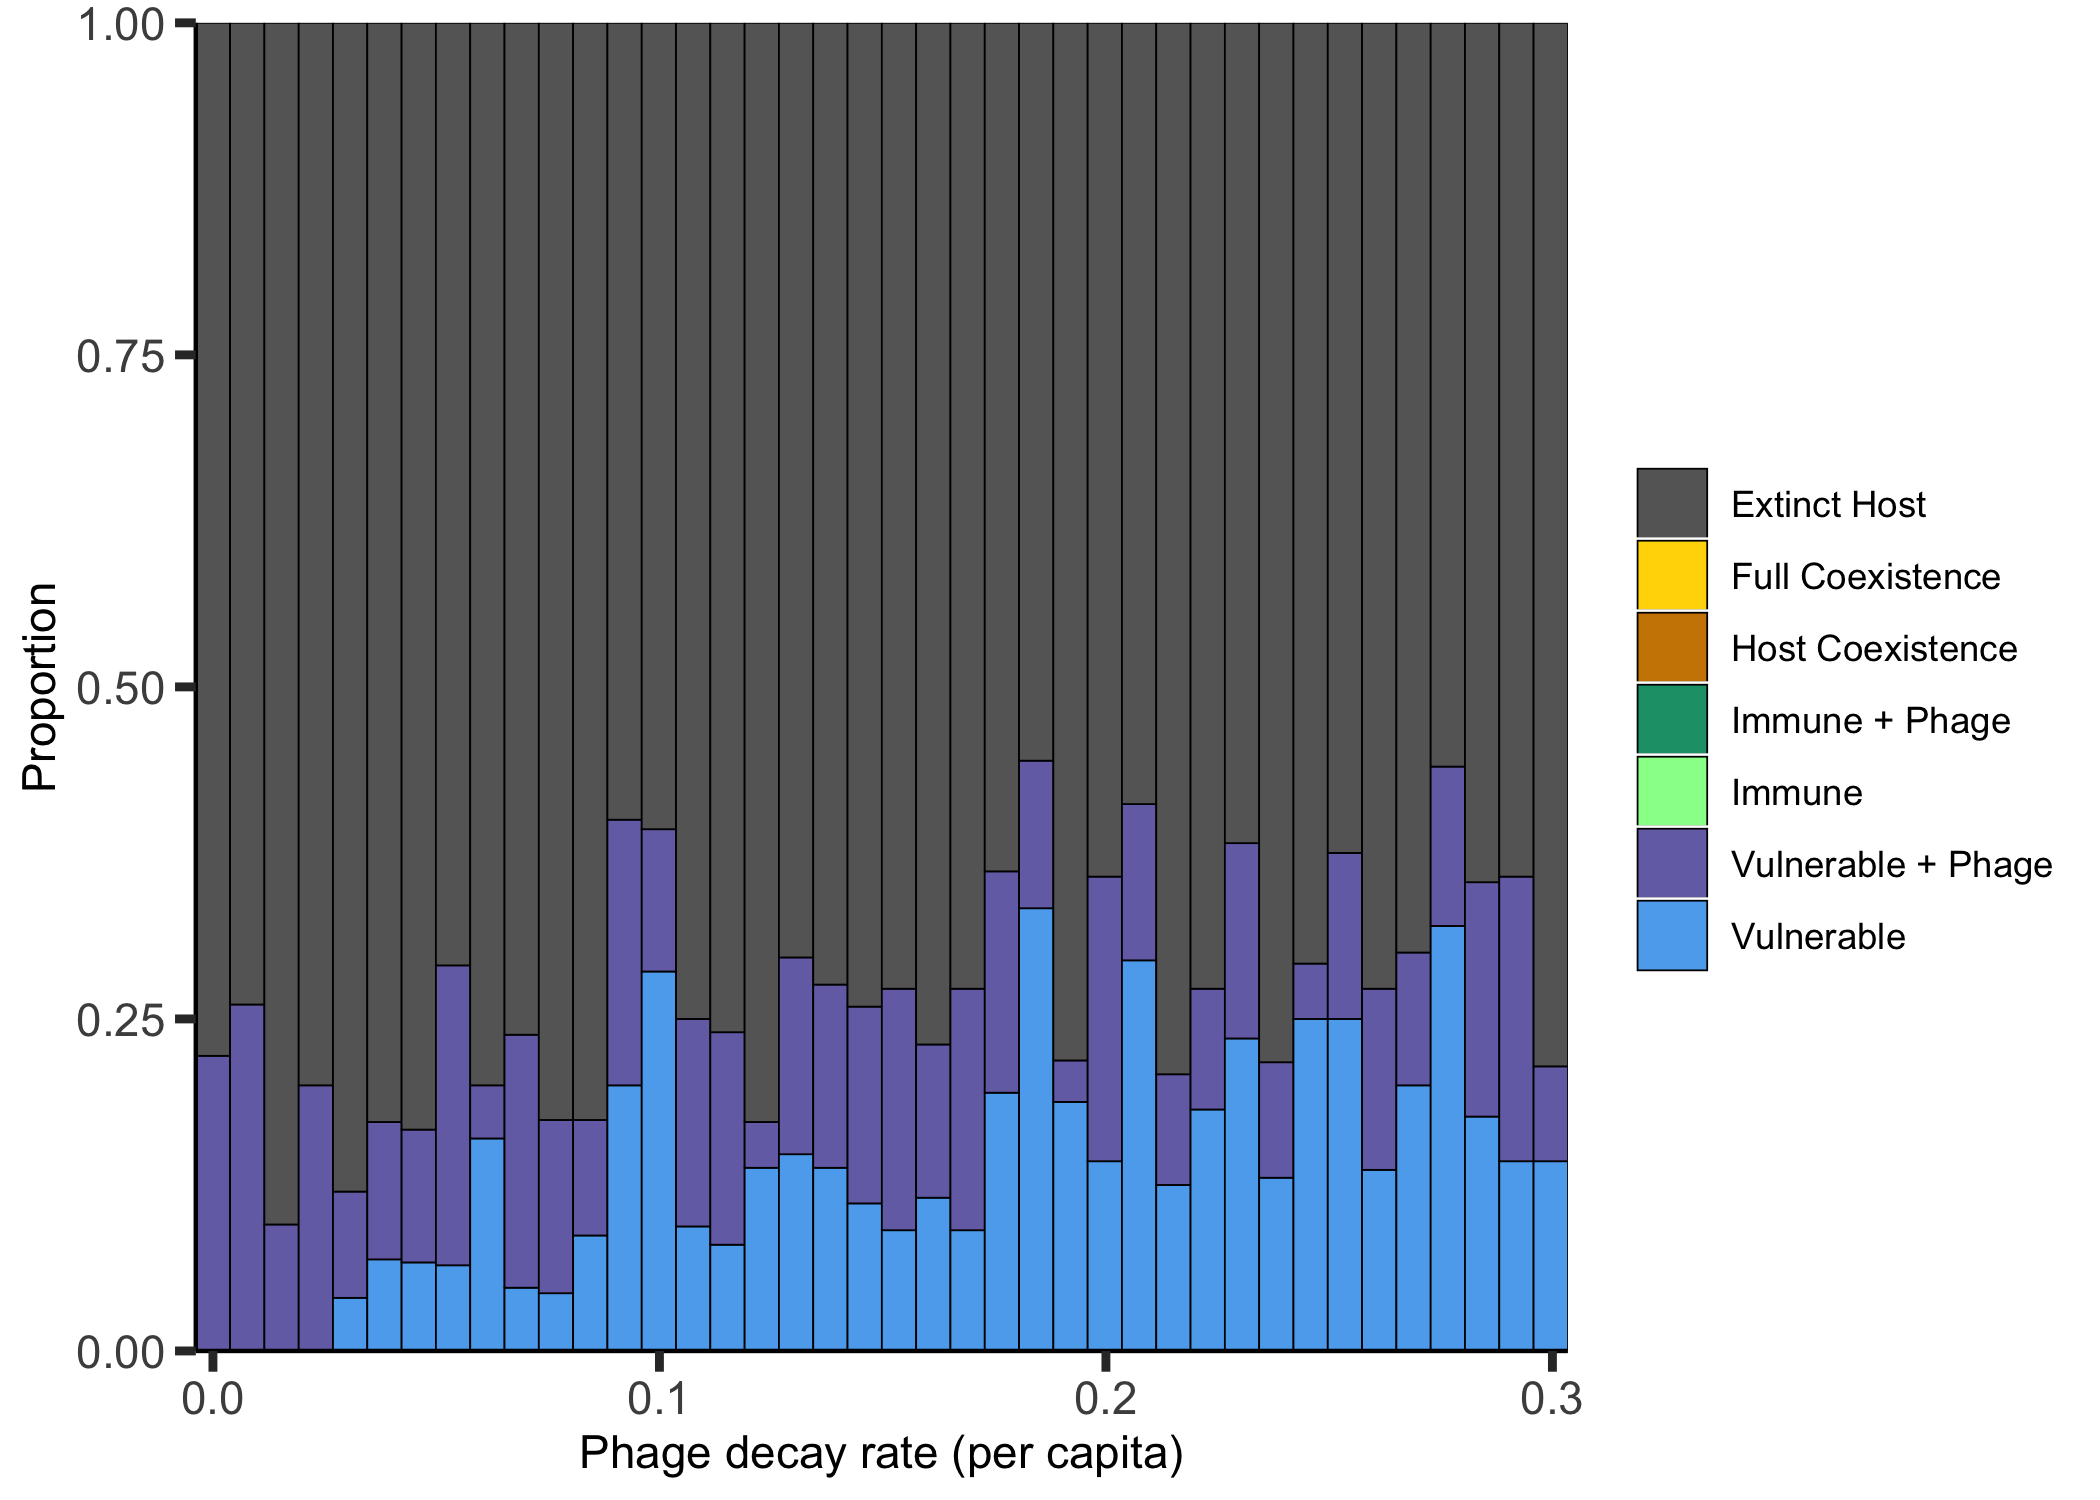 1.00
0.75
0.50
0.25
0.00
Proportion
0.0
0.1
0.2
0.3
Phage decay rate (per capita)
Extinct Host
Full Coexistence
Host Coexistence
Immune + Phage
Immune
Vulnerable + Phage
Vulnerable